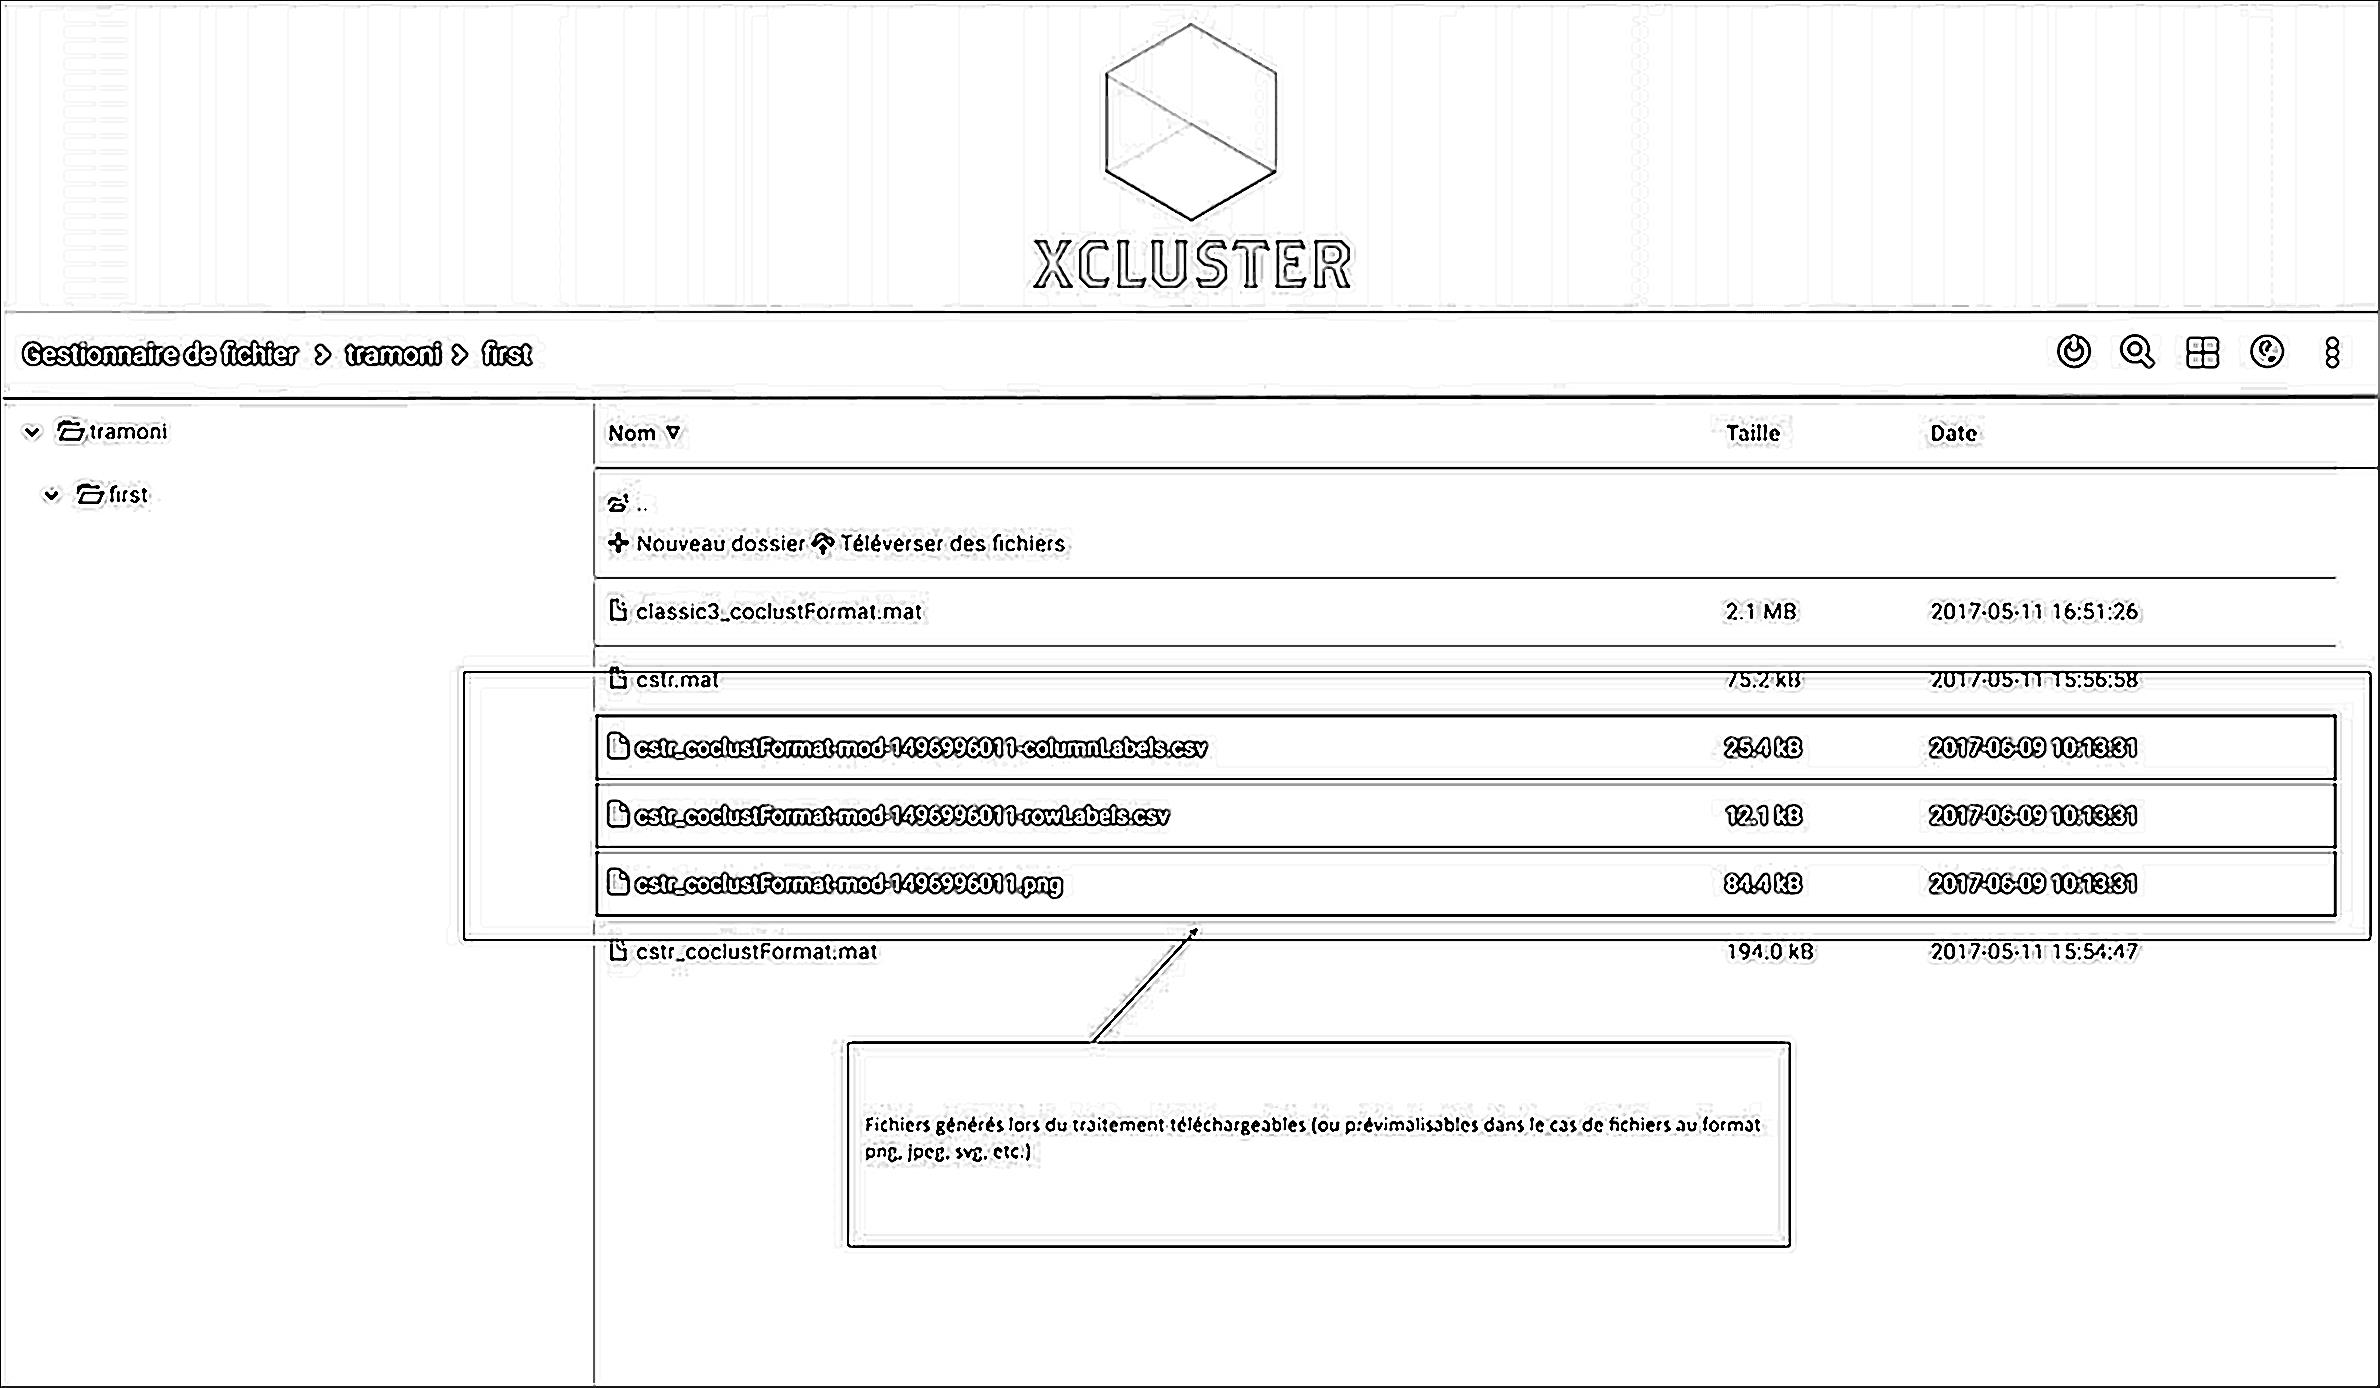 XCLUSTER
Gestionnaire de fichier > tramoni > first
tramoni
first
Nom Taille Date
..
Nouveau dossier Téléverser des fichiers
classic3_coclustFormat.mat 2.1 MB 2017-05-11 16:51:26
cstr.mat 75.2 kB 2017-05-11 15:56:58
cstr_coclustFormat-mod-1496996011-columnLabels.csv 25.4 kB 2017-06-09 10:13:31
cstr_coclustFormat-mod-1496996011-rowLabels.csv 12.1 kB 2017-06-09 10:13:31
cstr_coclustFormat-mod-1496996011.png 84.4 kB 2017-06-09 10:13:31
cstr_coclustFormat.mat 194.0 kB 2017-05-11 15:54:47
Fichiers générés lors du traitement téléchargeables (ou prévimalisables dans le cas de fichiers au format
png, jpeg, svg, etc.)